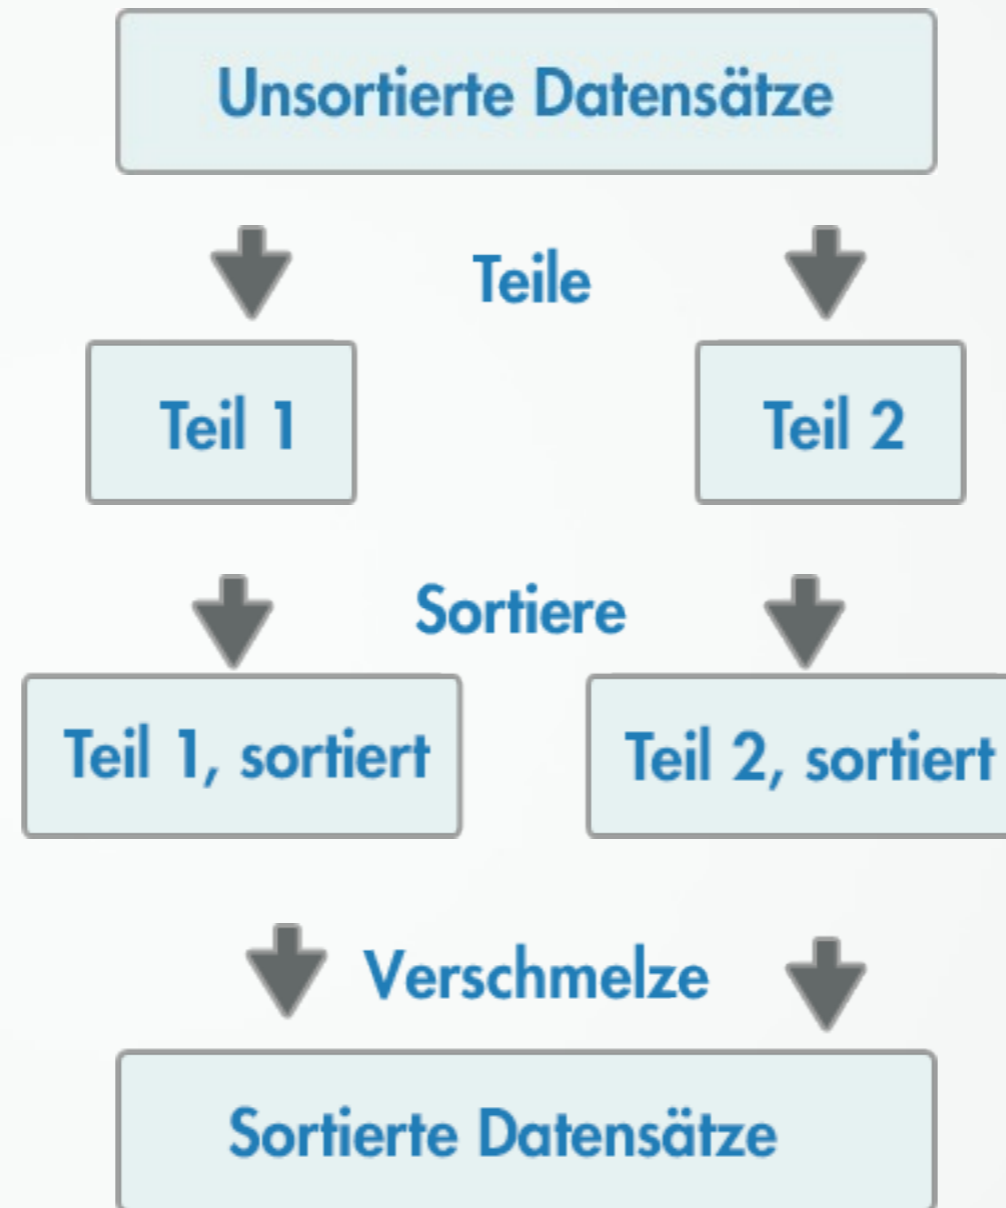 Unsortierte Datensätze
Teile
Teil 1
Teil 2
Sortiere
Teil 1, sortiert
Teil 2, sortiert
Verschmelze
Sortierte Datensätze